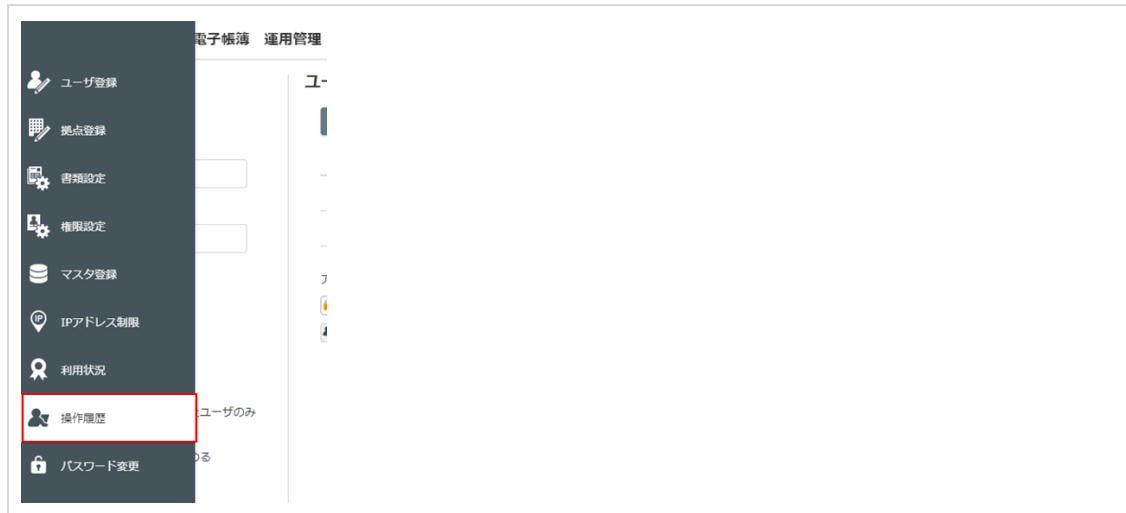 電子帳簿 運用管理
ユーザ登録
拠点登録
書類設定
権限設定
マスタ登録
IPアドレス制限
利用状況
操作履歴
パスワード変更
ユーザのみ
める